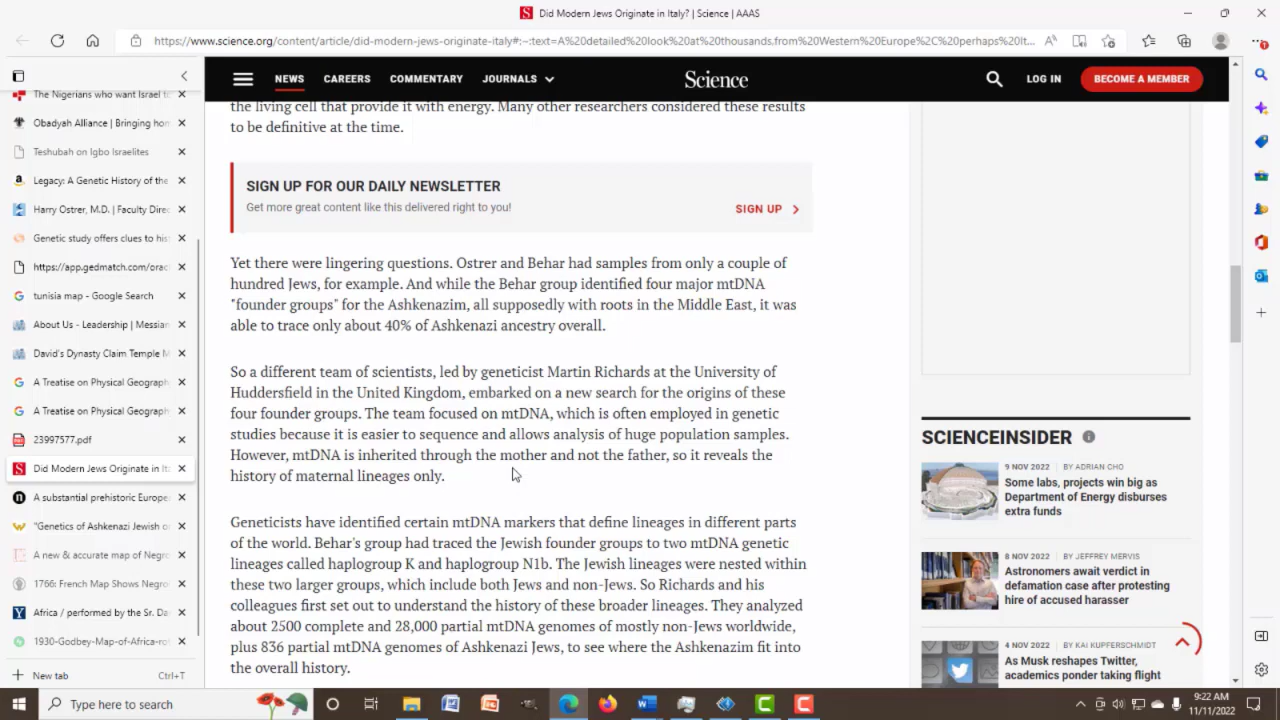 Did Modern Jews Originate in Italy? | Science | AAAS
https://www.science.org/content/article/did-modern-jews-originate-italy#:~:text=A%20detailed%20look%20at%20thousands,from%20Western%20Europe%2C%20perhaps%20It...
The Nigerians who want Israel to
Obadyah Alliance | Bringing hom
Teshubah on Igbo Israelites
Legacy: A Genetic History of the
Harry Ostrer, M.D. | Faculty Direc
Genetic study offers clues to his
https://app.gedmatch.com/orac
tunisia map - Google Search
About Us - Leadership | Messian
David's Dynasty Claim Temple M
A Treatise on Physical Geograph
A Treatise on Physical Geograph
23997577.pdf
Did Modern Jews Originate in Ita
A substantial prehistoric Europea
"Genetics of Ashkenazi Jewish o
A new & accurate map of Negro
1766: French Map Shows Negro
Africa / performed by the Sr. Da
1930-Godbey-Map-of-Africa-ro
New tab Ctrl+T
NEWS CAREERS COMMENTARY JOURNALS Science LOG IN BECOME A MEMBER
the living cell that provide it with energy. Many other researchers considered these results
to be definitive at the time.
SIGN UP FOR OUR DAILY NEWSLETTER
Get more great content like this delivered right to you!
SIGN UP
Yet there were lingering questions. Ostrer and Behar had samples from only a couple of
hundred Jews, for example. And while the Behar group identified four major mtDNA
"founder groups" for the Ashkenazim, all supposedly with roots in the Middle East, it was
able to trace only about 40% of Ashkenazi ancestry overall.
So a different team of scientists, led by geneticist Martin Richards at the University of
Huddersfield in the United Kingdom, embarked on a new search for the origins of these
four founder groups. The team focused on mtDNA, which is often employed in genetic
studies because it is easier to sequence and allows analysis of huge population samples.
However, mtDNA is inherited through the mother and not the father, so it reveals the
history of maternal lineages only.
Geneticists have identified certain mtDNA markers that define lineages in different parts
of the world. Behar's group had traced the Jewish founder groups to two mtDNA genetic
lineages called haplogroup K and haplogroup N1b. The Jewish lineages were nested within
these two larger groups, which include both Jews and non-Jews. So Richards and his
colleagues first set out to understand the history of these broader lineages. They analyzed
about 2500 complete and 28,000 partial mtDNA genomes of mostly non-Jews worldwide,
plus 836 partial mtDNA genomes of Ashkenazi Jews, to see where the Ashkenazim fit into
the overall history.
SCIENCEINSIDER
9 NOV 2022 | BY ADRIAN CHO
Some labs, projects win big as
Department of Energy disburses
extra funds
8 NOV 2022 | BY JEFFREY MERVIS
Astronomers await verdict in
defamation case after protesting
hire of accused harasser
4 NOV 2022 | BY KAI KUPFERSCHMIDT
As Musk reshapes Twitter,
academics ponder taking flight
Type here to search
9:22 AM
11/11/2022